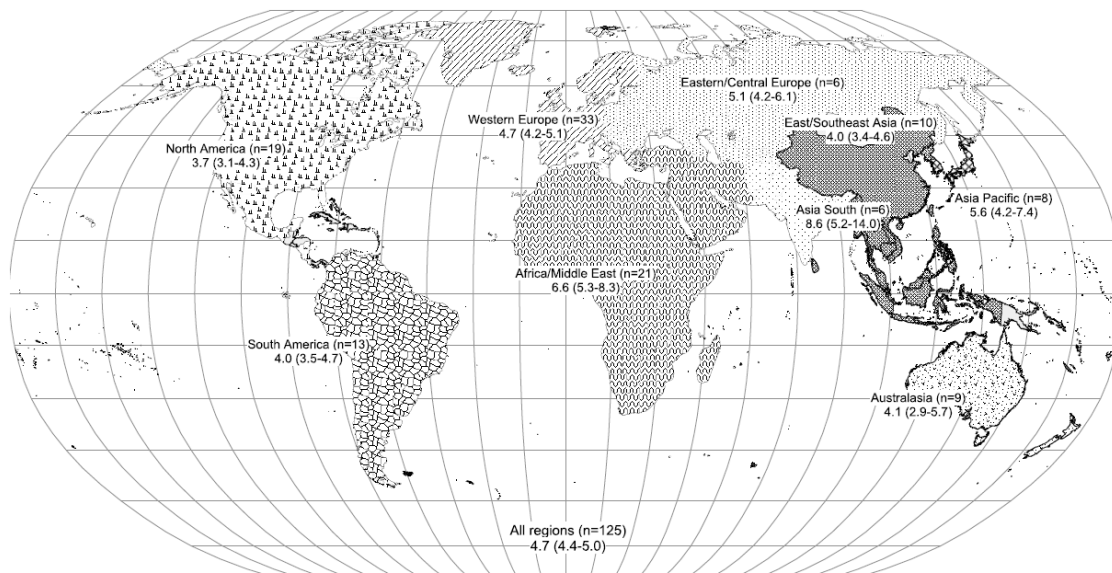 Eastern/Central Europe (n=6)
5.1 (4.2-6.1)
Western Europe (n=33)
4.7 (4.2-5.1)
East/Southeast Asia (n=10)
4.0 (3.4-4.6)
North America (n=19)
3.7 (3.1-4.3)
Asia Pacific (n=8)
5.6 (4.2-7.4)
Asia South (n=6)
8.6 (5.2-14.0)
Africa/Middle East (n=21)
6.6 (5.3-8.3)
South America (n=13)
4.0 (3.5-4.7)
Australasia (n=9)
4.1 (2.9-5.7)
All regions (n=125)
4.7 (4.4-5.0)